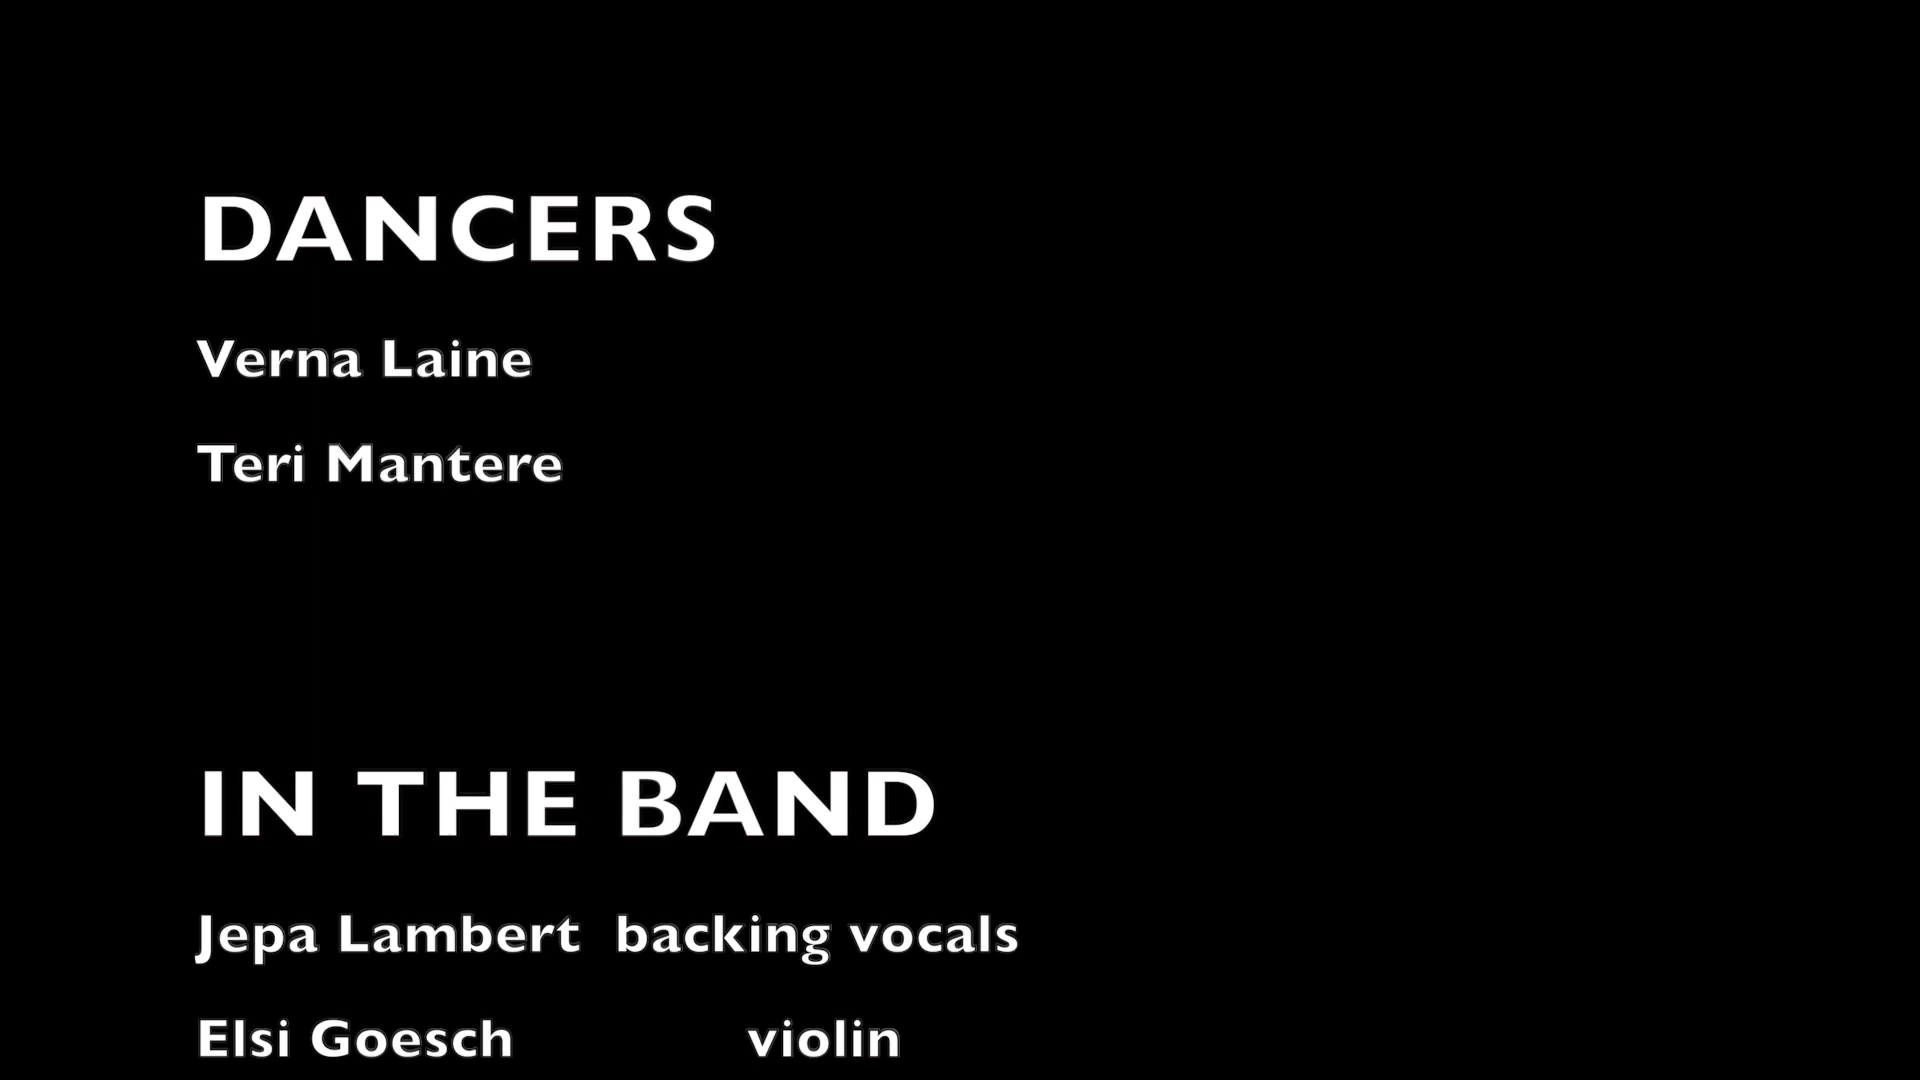 DANCERS
Verna Laine
Teri Mantere
IN THE BAND
Jepa Lambert backing vocals
Elsi Goesch violin